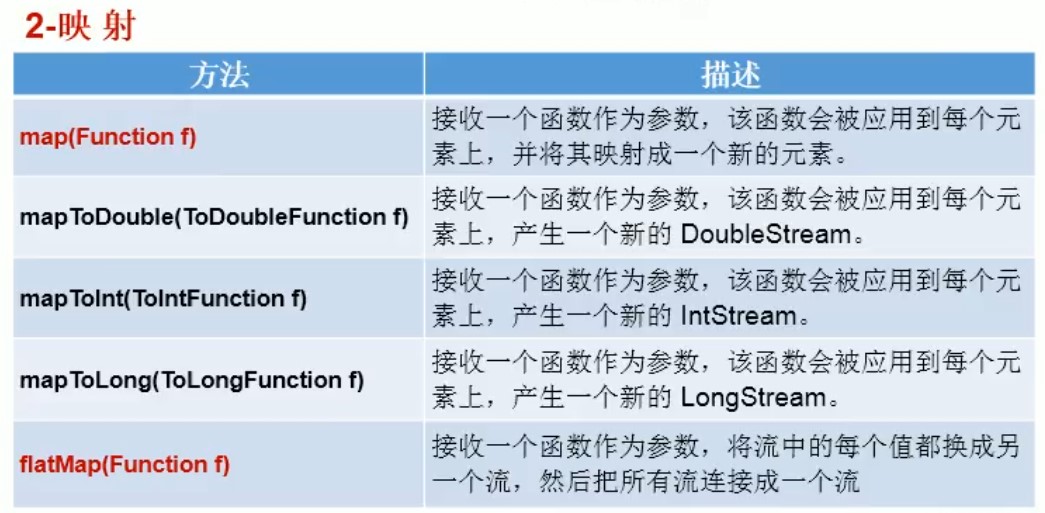 2-映 射
方法
描述
map(Function f)
接收一个函数作为参数，该函数会被应用到每个元
素上，并将其映射成一个新的元素。
mapToDouble(ToDoubleFunction f)
接收一个函数作为参数，该函数会被应用到每个元
素上，产生一个新的 DoubleStream。
mapToInt(ToIntFunction f)
接收一个函数作为参数，该函数会被应用到每个元
素上，产生一个新的 IntStream。
mapToLong(ToLongFunction f)
接收一个函数作为参数，该函数会被应用到每个元
素上，产生一个新的 LongStream。
flatMap(Function f)
接收一个函数作为参数，将流中的每个值都换成另
一个流，然后把所有流连接成一个流